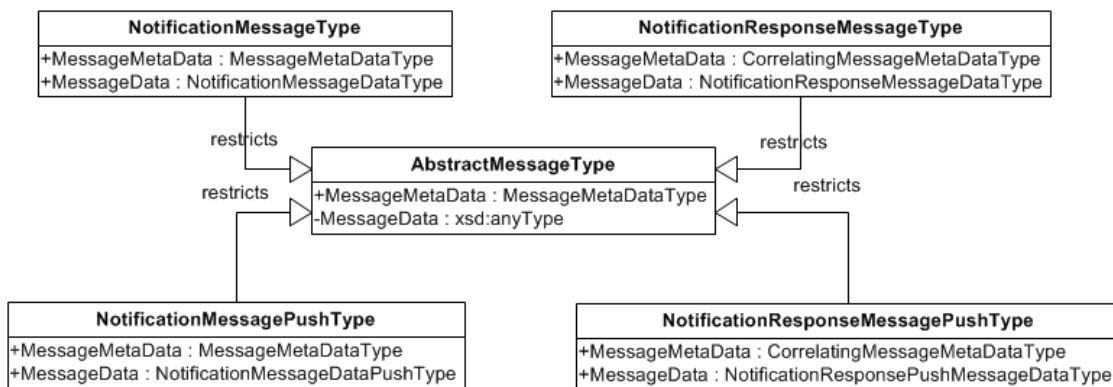 NotificationMessageType
+MessageMetaData : MessageMetaDataType
+MessageData : NotificationMessageDataType
NotificationResponseMessageType
+MessageMetaData : CorrelatingMessageMetaDataType
+MessageData : NotificationResponseMessageDataType
restricts
restricts
AbstractMessageType
+MessageMetaData : MessageMetaDataType
-MessageData : xsd:anyType
restricts
restricts
NotificationMessagePushType
+MessageMetaData : MessageMetaDataType
+MessageData : NotificationMessageDataPushType
NotificationResponseMessagePushType
+MessageMetaData : CorrelatingMessageMetaDataType
+MessageData : NotificationResponsePushMessageDataType